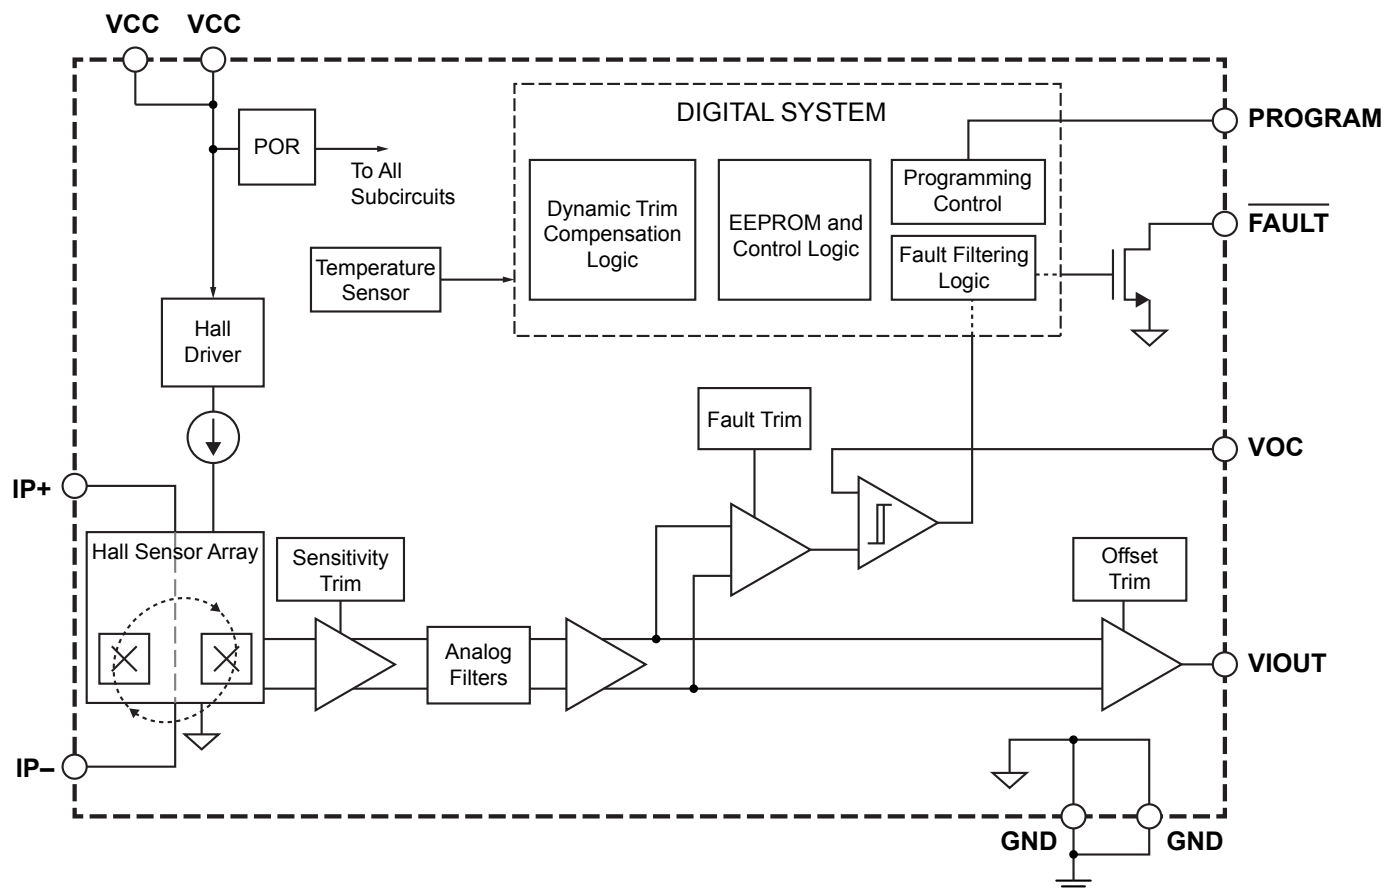 VCC
VCC
DIGITAL SYSTEM
PROGRAM
POR
To All
Subcircuits
Dynamic Trim
Compensation
Logic
EEPROM and
Control Logic
Programming
Control
FAULT
Fault Filtering
Logic
Temperature
Sensor
Hall
Driver
Fault Trim
VOC
IP+
Hall Sensor Array
Sensitivity
Trim
Offset
Trim
Analog
Filters
VIOUT
IP–
GND
GND